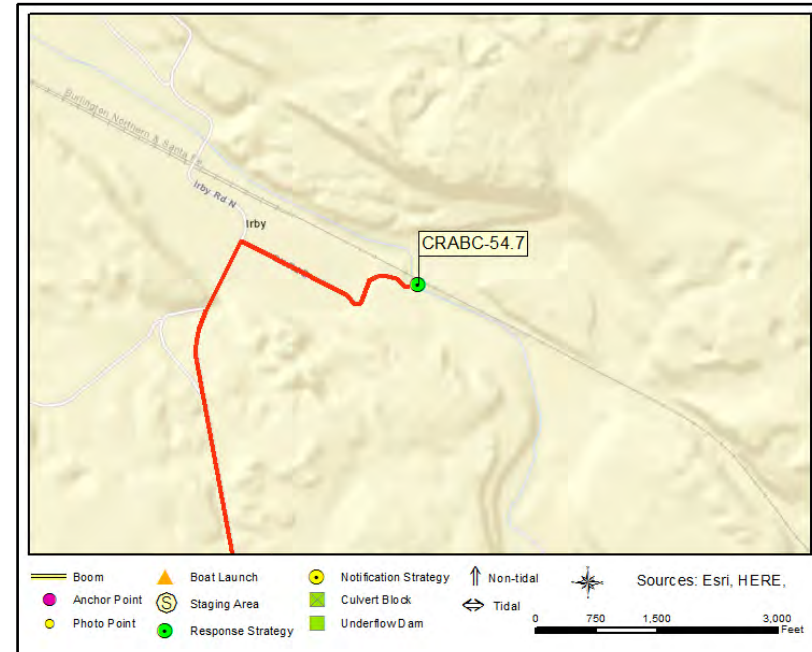 Burlington Northern & Santa Fe
Irby Rd N
Irby
CRABC-54.7
Boom
Anchor Point
Photo Point
Boat Launch
S Staging Area
Response Strategy
Notification Strategy
Culvert Block
Underflow Dam
Non-tidal
Tidal
Sources: Esri, HERE,
0 750 1,500 3,000
Feet